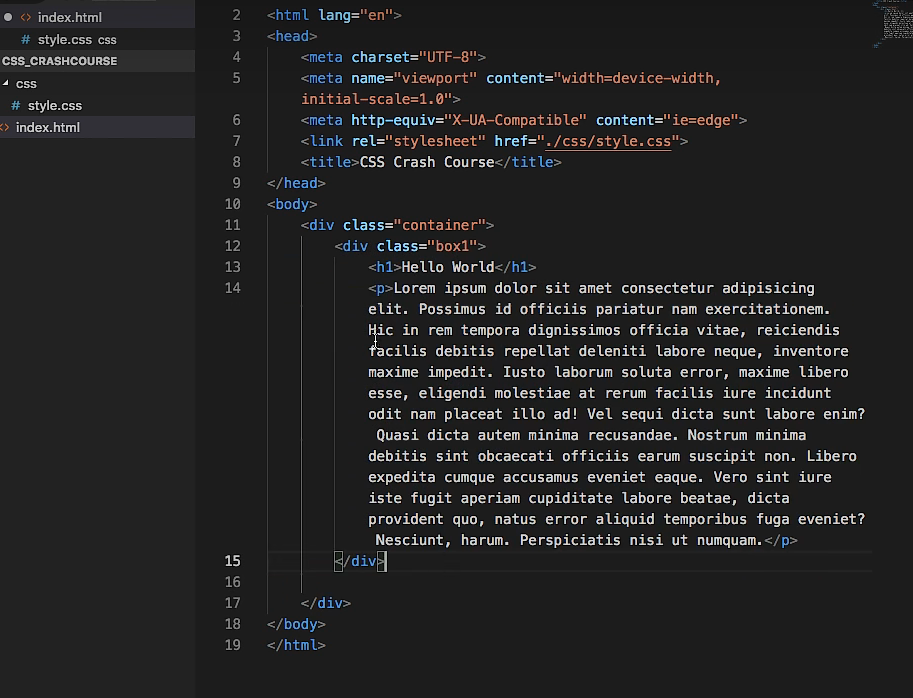 index.html
style.css css
CSS_CRASHCOURSE
css
# style.css
<> index.html
2 <html lang="en">
3 <head>
4 <meta charset="UTF-8">
5 <meta name="viewport" content="width=device-width,
initial-scale=1.0">
6 <meta http-equiv="X-UA-Compatible" content="ie=edge">
7 <link rel="stylesheet" href="./css/style.css">
8 <title>CSS Crash Course</title>
9 </head>
10 <body>
11 <div class="container">
12 <div class="box1">
13 <h1>Hello World</h1>
14 <p>Lorem ipsum dolor sit amet consectetur adipisicing
elit. Possimus id officiis pariatur nam exercitationem.
Hic in rem tempora dignissimos officia vitae, reiciendis
facilis debitis repellat deleniti labore neque, inventore
maxime impedit. Iusto laborum soluta error, maxime libero
esse, eligendi molestiae at rerum facilis iure incidunt
odit nam placeat illo ad! Vel sequi dicta sunt labore enim?
Quasi dicta autem minima recusandae. Nostrum minima
debitis sint obcaecati officiis earum suscipit non. Libero
expedita cumque accusamus eveniet eaque. Vero sint iure
iste fugit aperiam cupiditate labore beatae, dicta
provident quo, natus error aliquid temporibus fuga eveniet?
Nesciunt, harum. Perspiciatis nisi ut numquam.</p>
15 </div>
16
17 </div>
18 </body>
19 </html>